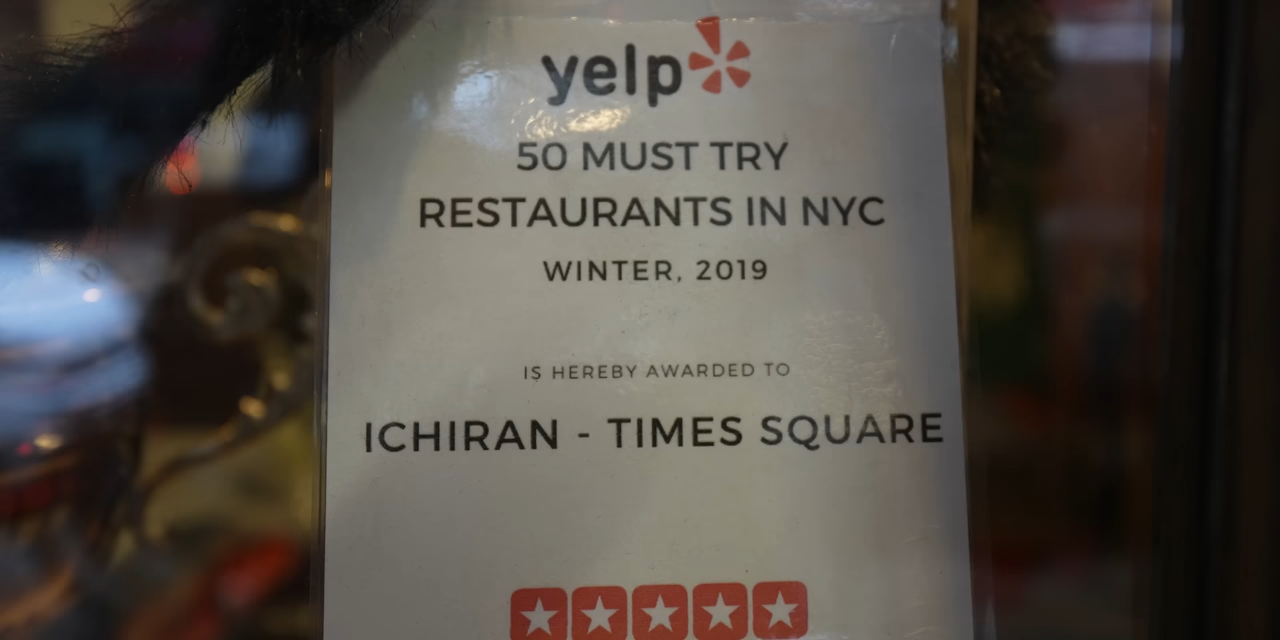 yelp
50 MUST TRY
RESTAURANTS IN NYC
WINTER, 2019
IS HEREBY AWARDED TO
ICHIRAN - TIMES SQUARE